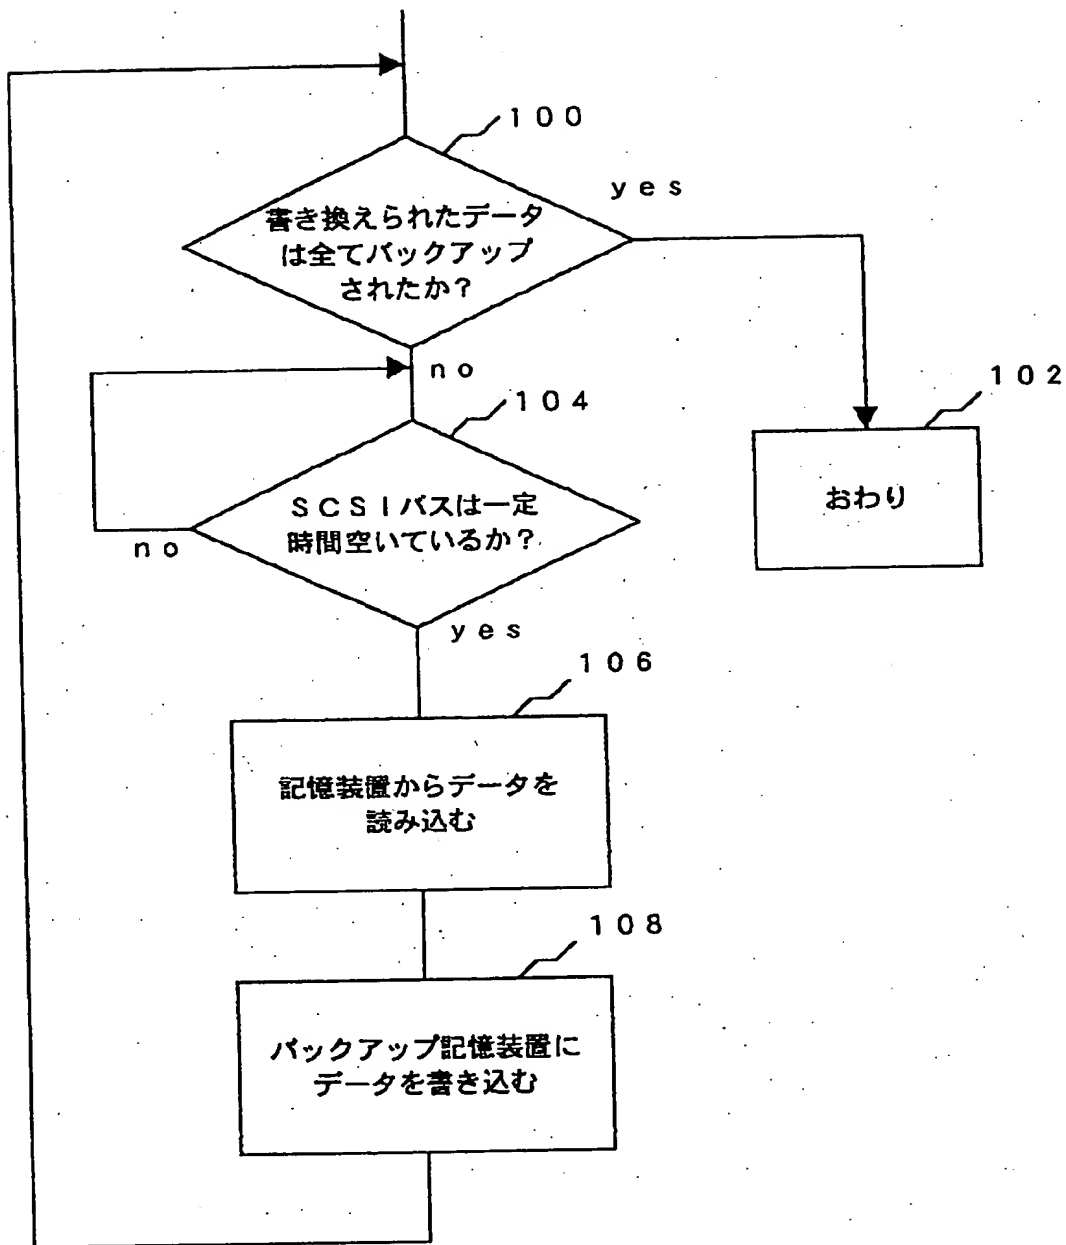 100
yes
書き換えられたデータ
は全てバックアップ
されたか？
no
104
102
SCSIバスは一定
時間空いているか？
no
おわり
yes
106
記憶装置からデータを
読み込む
108
バックアップ記憶装置に
データを書き込む